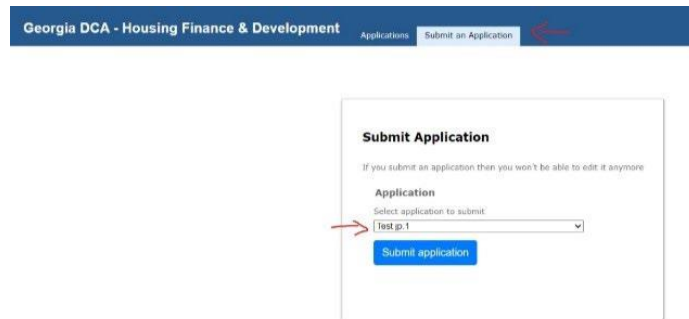 Georgia DCA - Housing Finance & Development
Applications
Submit an Application
Submit Application
If you submit an application then you won't be able to edit it anymore
Application
Select application to submit
Test jp.1
Submit application